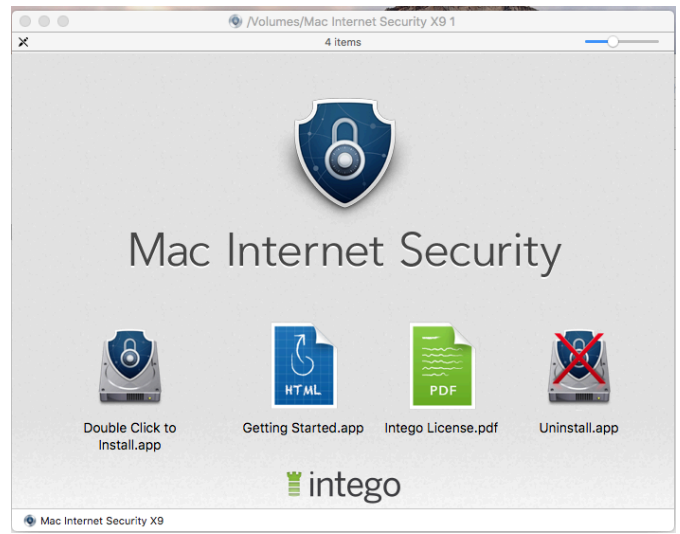 /Volumes/Mac Internet Security X9 1
4 items
Mac Internet Security
HTML
PDF
Double Click to
Install.app
Getting Started.app
Intego License.pdf
Uninstall.app
intego
Mac Internet Security X9